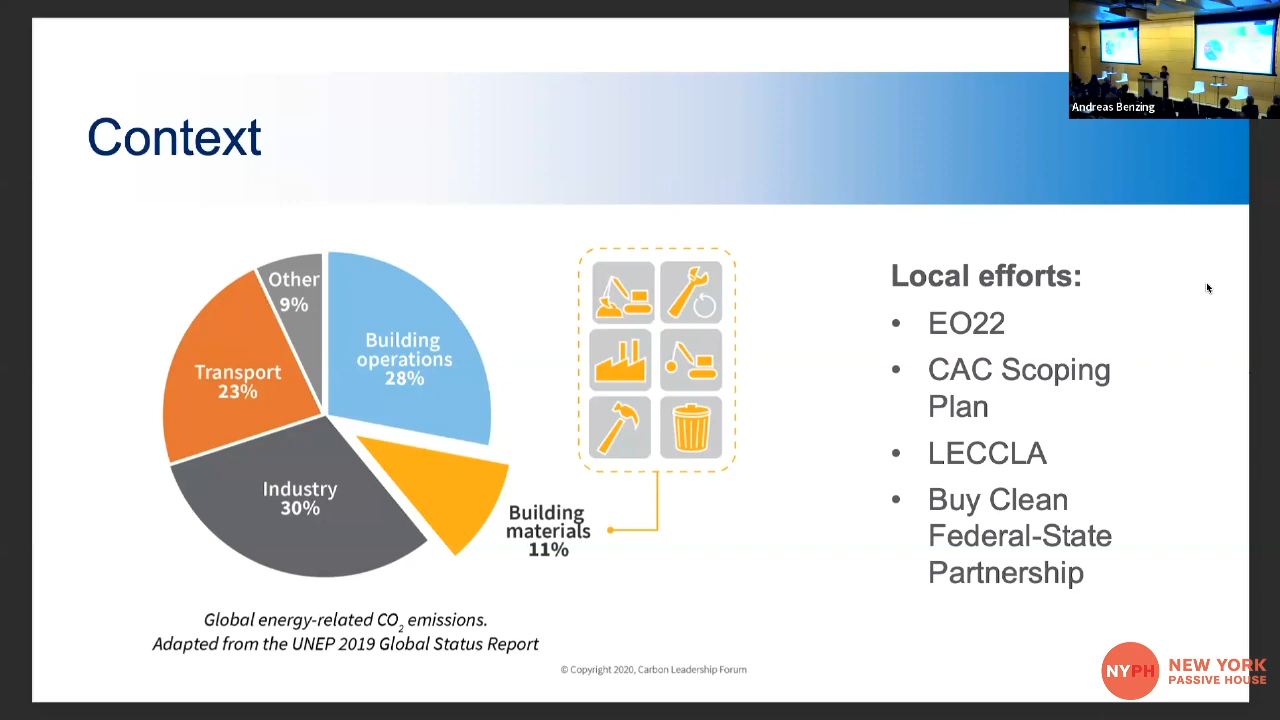 Andreas Benzing
Context
Other
9%
Building
operations
28%
Transport
23%
Industry
30%
Building
materials
11%
Global energy-related CO2 emissions.
Adapted from the UNEP 2019 Global Status Report
© Copyright 2020, Carbon Leadership Forum
Local efforts:
• EO22
• CAC Scoping
Plan
• LECCLA
• Buy Clean
Federal-State
Partnership
NYPH
NEW YORK
PASSIVE HOUSE